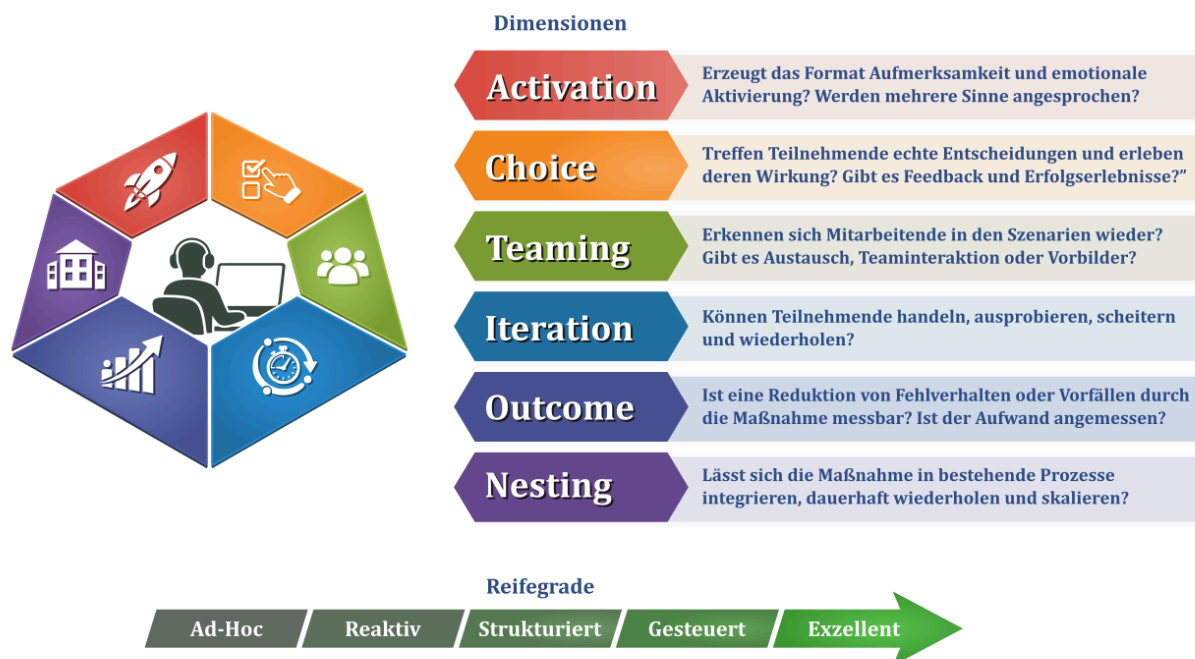 Dimensionen
Activation
Erzeugt das Format Aufmerksamkeit und emotionale
Aktivierung? Werden mehrere Sinne angesprochen?
Choice
Treffen Teilnehmende echte Entscheidungen und erleben
deren Wirkung? Gibt es Feedback und Erfolgserlebnisse?”
Teaming
Erkennen sich Mitarbeitende in den Szenarien wieder?
Gibt es Austausch, Teaminteraktion oder Vorbilder?
Iteration
Können Teilnehmende handeln, ausprobieren, scheitern
und wiederholen?
Outcome
Ist eine Reduktion von Fehlverhalten oder Vorfällen durch
die Maßnahme messbar? Ist der Aufwand angemessen?
Nesting
Lässt sich die Maßnahme in bestehende Prozesse
integrieren, dauerhaft wiederholen und skalieren?
Reifegrade
Ad-Hoc
Reaktiv
Strukturiert
Gesteuert
Exzellent